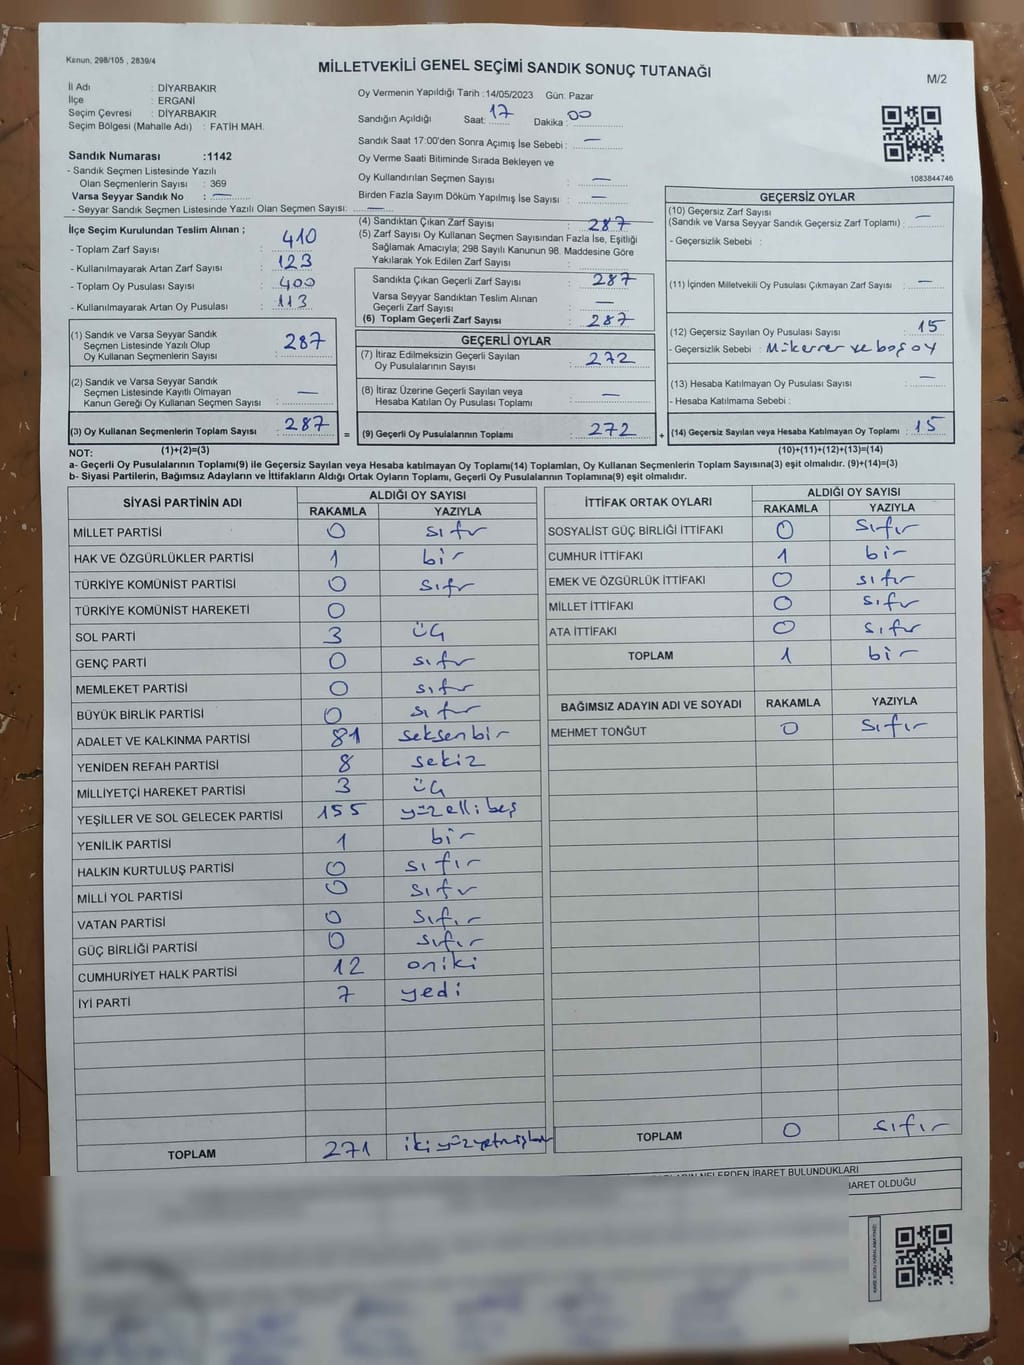 Kanun, 298/105 , 2839/4
MİLLETVEKİLİ GENEL SEÇİMİ SANDIK SONUÇ TUTANAĞI
M/2
İl Adı : DİYARBAKIR
İlçe : ERGANİ
Seçim Çevresi : DİYARBAKIR
Seçim Bölgesi (Mahalle Adı) : FATİH MAH.
Oy Vermenin Yapıldığı Tarih :14/05/2023 Gün: Pazar
Sandığın Açıldığı Saat: 17 Dakika : 00
Sandık Saat 17:00'den Sonra Açımış İse Sebebi : —
Oy Verme Saati Bitiminde Sırada Bekleyen ve
Oy Kullandırılan Seçmen Sayısı : —
Birden Fazla Sayım Döküm Yapılmış İse Sayısı : —
1083844746
Sandık Numarası :1142
- Sandık Seçmen Listesinde Yazılı
Olan Seçmenlerin Sayısı : 369
Varsa Seyyar Sandık No : —
- Seyyar Sandık Seçmen Listesinde Yazılı Olan Seçmen Sayısı: —
İlçe Seçim Kurulundan Teslim Alınan ;
- Toplam Zarf Sayısı : 410
- Kullanılmayarak Artan Zarf Sayısı : 123
- Toplam Oy Pusulası Sayısı : 400
- Kullanılmayarak Artan Oy Pusulası : 113
(1) Sandık ve Varsa Seyyar Sandık
Seçmen Listesinde Yazılı Olup
Oy Kullanan Seçmenlerin Sayısı : 287
(2) Sandık ve Varsa Seyyar Sandık
Seçmen Listesinde Kayıtlı Olmayan
Kanun Gereği Oy Kullanan Seçmen Sayısı : —
(3) Oy Kullanan Seçmenlerin Toplam Sayısı : 287
(4) Sandıktan Çıkan Zarf Sayısı : 287
(5) Zarf Sayısı Oy Kullanan Seçmen Sayısından Fazla İse, Eşitliği
Sağlamak Amacıyla; 298 Sayılı Kanunun 98. Maddesine Göre
Yakılarak Yok Edilen Zarf Sayısı :
Sandıkta Çıkan Geçerli Zarf Sayısı : 287
Varsa Seyyar Sandıktan Teslim Alınan
Geçerli Zarf Sayısı : —
(6) Toplam Geçerli Zarf Sayısı : 287
GEÇERLİ OYLAR
(7) İtiraz Edilmeksizin Geçerli Sayılan
Oy Pusulalarının Sayısı : 272
(8) İtiraz Üzerine Geçerli Sayılan veya
Hesaba Katılan Oy Pusulası Toplamı : —
= (9) Geçerli Oy Pusulalarının Toplamı : 272 +
GEÇERSİZ OYLAR
(10) Geçersiz Zarf Sayısı
(Sandık ve Varsa Seyyar Sandık Geçersiz Zarf Toplamı) : —
- Geçersizlik Sebebi :
(11) İçinden Milletvekili Oy Pusulası Çıkmayan Zarf Sayısı : —
(12) Geçersiz Sayılan Oy Pusulası Sayısı : 15
- Geçersizlik Sebebi : Mükerrer ve boş oy
(13) Hesaba Katılmayan Oy Pusulası Sayısı : —
- Hesaba Katılmama Sebebi :
(14) Geçersiz Sayılan veya Hesaba Katılmayan Oy Toplamı : 15
NOT: (1)+(2)=(3)
(10)+(11)+(12)+(13)=(14)
a- Geçerli Oy Pusulalarının Toplamı(9) ile Geçersiz Sayılan veya Hesaba katılmayan Oy Toplamı(14) Toplamları, Oy Kullanan Seçmenlerin Toplam Sayısına(3) eşit olmalıdır. (9)+(14)=(3)
b- Siyasi Partilerin, Bağımsız Adayların ve İttifakların Aldığı Ortak Oyların Toplamı, Geçerli Oy Pusulalarının Toplamına(9) eşit olmalıdır.
SİYASİ PARTİNİN ADI ALDIĞI OY SAYISI
RAKAMLA YAZIYLA
MİLLET PARTİSİ 0 sıfır
HAK VE ÖZGÜRLÜKLER PARTİSİ 1 bir
TÜRKİYE KOMÜNİST PARTİSİ 0 sıfır
TÜRKİYE KOMÜNİST HAREKETİ 0
SOL PARTİ 3 üç
GENÇ PARTİ 0 sıfır
MEMLEKET PARTİSİ 0 sıfır
BÜYÜK BİRLİK PARTİSİ 0 sıfır
ADALET VE KALKINMA PARTİSİ 81 seksenbir
YENİDEN REFAH PARTİSİ 8 sekiz
MİLLİYETÇİ HAREKET PARTİSİ 3 üç
YEŞİLLER VE SOL GELECEK PARTİSİ 155 yüzellibeş
YENİLİK PARTİSİ 1 bir
HALKIN KURTULUŞ PARTİSİ 0 sıfır
MİLLİ YOL PARTİSİ 0 sıfır
VATAN PARTİSİ 0 sıfır
GÜÇ BİRLİĞİ PARTİSİ 0 sıfır
CUMHURİYET HALK PARTİSİ 12 oniki
İYİ PARTİ 7 yedi
TOPLAM 271 ikiyüzyetmişbir
İTTİFAK ORTAK OYLARI ALDIĞI OY SAYISI
RAKAMLA YAZIYLA
SOSYALİST GÜÇ BİRLİĞİ İTTİFAKI 0 sıfır
CUMHUR İTTİFAKI 1 bir
EMEK VE ÖZGÜRLÜK İTTİFAKI 0 sıfır
MİLLET İTTİFAKI 0 sıfır
ATA İTTİFAKI 0 sıfır
TOPLAM 1 bir
BAĞIMSIZ ADAYIN ADI VE SOYADI RAKAMLA YAZIYLA
MEHMET TONĞUT 0 sıfır
TOPLAM 0 sıfır
NELERDEN İBARET BULUNDUKLARI
İBARET OLDUĞU